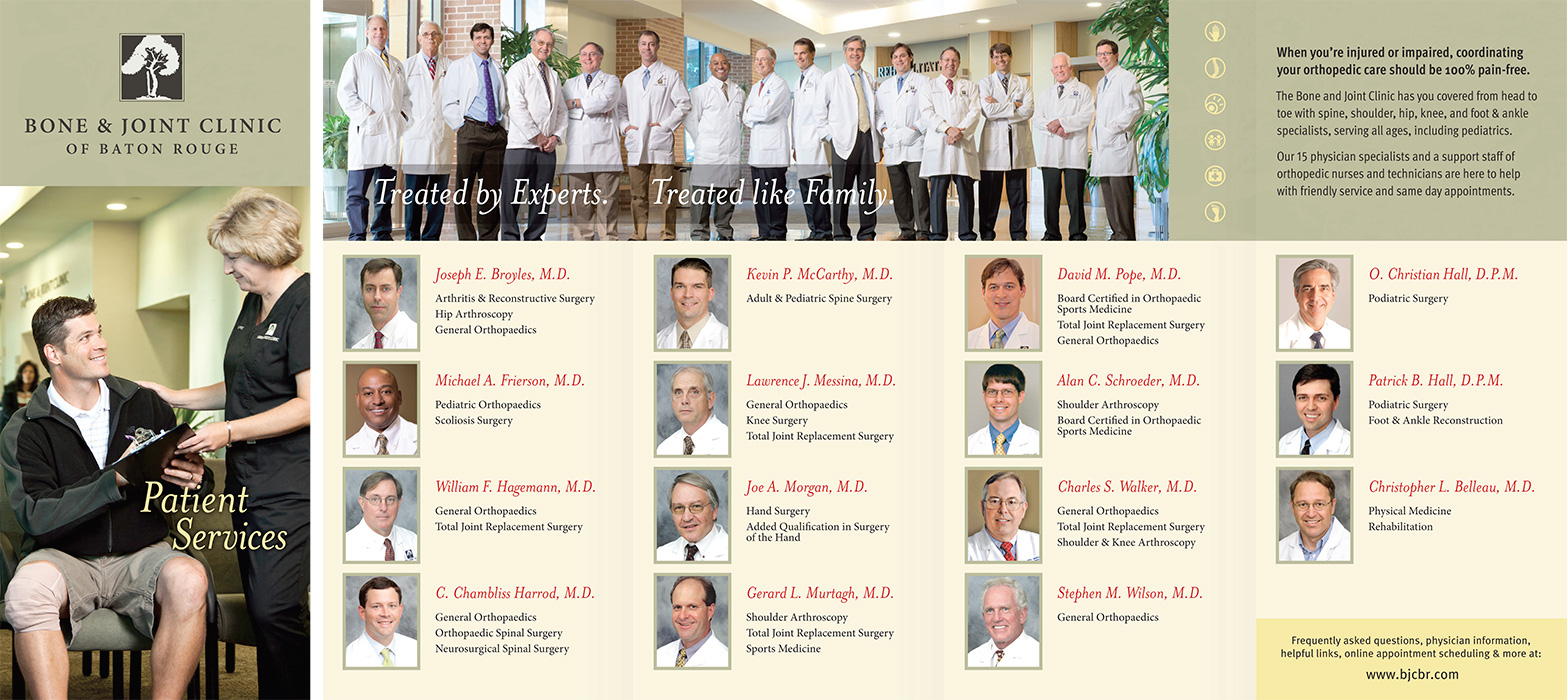 BONE & JOINT CLINIC
OF BATON ROUGE
Patient
Services
Treated by Experts. Treated like Family.
When you're injured or impaired, coordinating
your orthopedic care should be 100% pain-free.
The Bone and Joint Clinic has you covered from head to
toe with spine, shoulder, hip, knee, and foot & ankle
specialists, serving all ages, including pediatrics.
Our 15 physician specialists and a support staff of
orthopedic nurses and technicians are here to help
with friendly service and same day appointments.
Joseph E. Broyles, M.D.
Arthritis & Reconstructive Surgery
Hip Arthroscopy
General Orthopaedics
Michael A. Frierson, M.D.
Pediatric Orthopaedics
Scoliosis Surgery
William F. Hagemann, M.D.
General Orthopaedics
Total Joint Replacement Surgery
C. Chambliss Harrod, M.D.
General Orthopaedics
Orthopaedic Spinal Surgery
Neurosurgical Spinal Surgery
Kevin P. McCarthy, M.D.
Adult & Pediatric Spine Surgery
Lawrence J. Messina, M.D.
General Orthopaedics
Knee Surgery
Total Joint Replacement Surgery
Joe A. Morgan, M.D.
Hand Surgery
Added Qualification in Surgery
of the Hand
Gerard L. Murtagh, M.D.
Shoulder Arthroscopy
Total Joint Replacement Surgery
Sports Medicine
David M. Pope, M.D.
Board Certified in Orthopaedic
Sports Medicine
Total Joint Replacement Surgery
General Orthopaedics
Alan C. Schroeder, M.D.
Shoulder Arthroscopy
Board Certified in Orthopaedic
Sports Medicine
Charles S. Walker, M.D.
General Orthopaedics
Total Joint Replacement Surgery
Shoulder & Knee Arthroscopy
Stephen M. Wilson, M.D.
General Orthopaedics
O. Christian Hall, D.P.M.
Podiatric Surgery
Patrick B. Hall, D.P.M.
Podiatric Surgery
Foot & Ankle Reconstruction
Christopher L. Belleau, M.D.
Physical Medicine
Rehabilitation
Frequently asked questions, physician information,
helpful links, online appointment scheduling & more at:
www.bjcbr.com